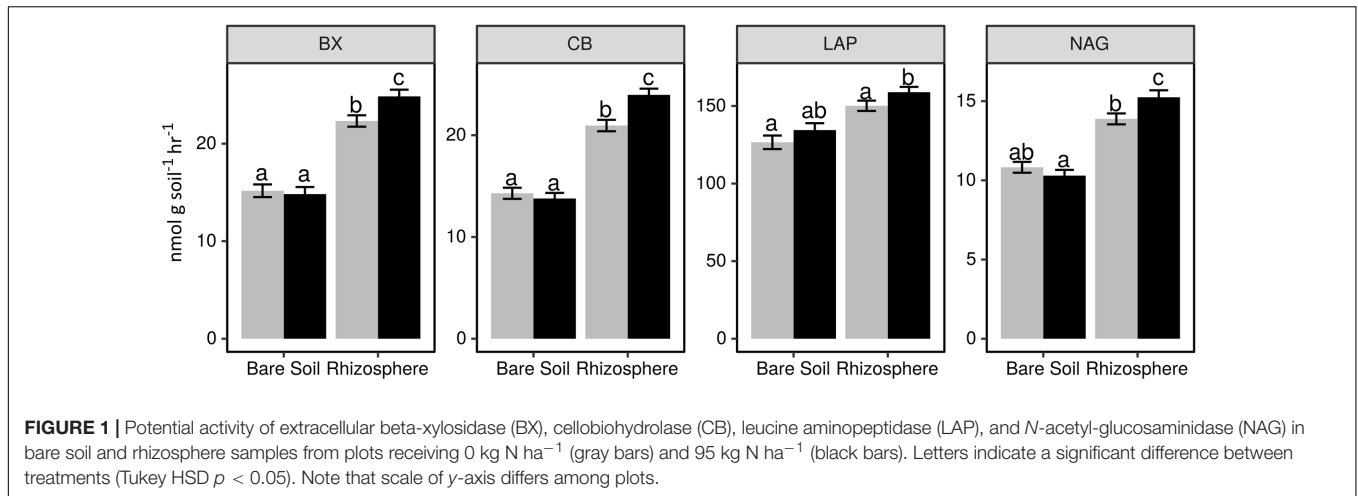 BX
CB
LAP
NAG
nmol g soil⁻¹ hr⁻¹
20
10
0
a
a
b
c
20
10
0
a
a
b
c
150
100
50
0
a
ab
a
b
15
10
5
0
ab
a
b
c
Bare Soil Rhizosphere
Bare Soil Rhizosphere
Bare Soil Rhizosphere
Bare Soil Rhizosphere
FIGURE 1 | Potential activity of extracellular beta-xylosidase (BX), cellobiohydrolase (CB), leucine aminopeptidase (LAP), and N-acetyl-glucosaminidase (NAG) in
bare soil and rhizosphere samples from plots receiving 0 kg N ha⁻¹ (gray bars) and 95 kg N ha⁻¹ (black bars). Letters indicate a significant difference between
treatments (Tukey HSD p < 0.05). Note that scale of y-axis differs among plots.